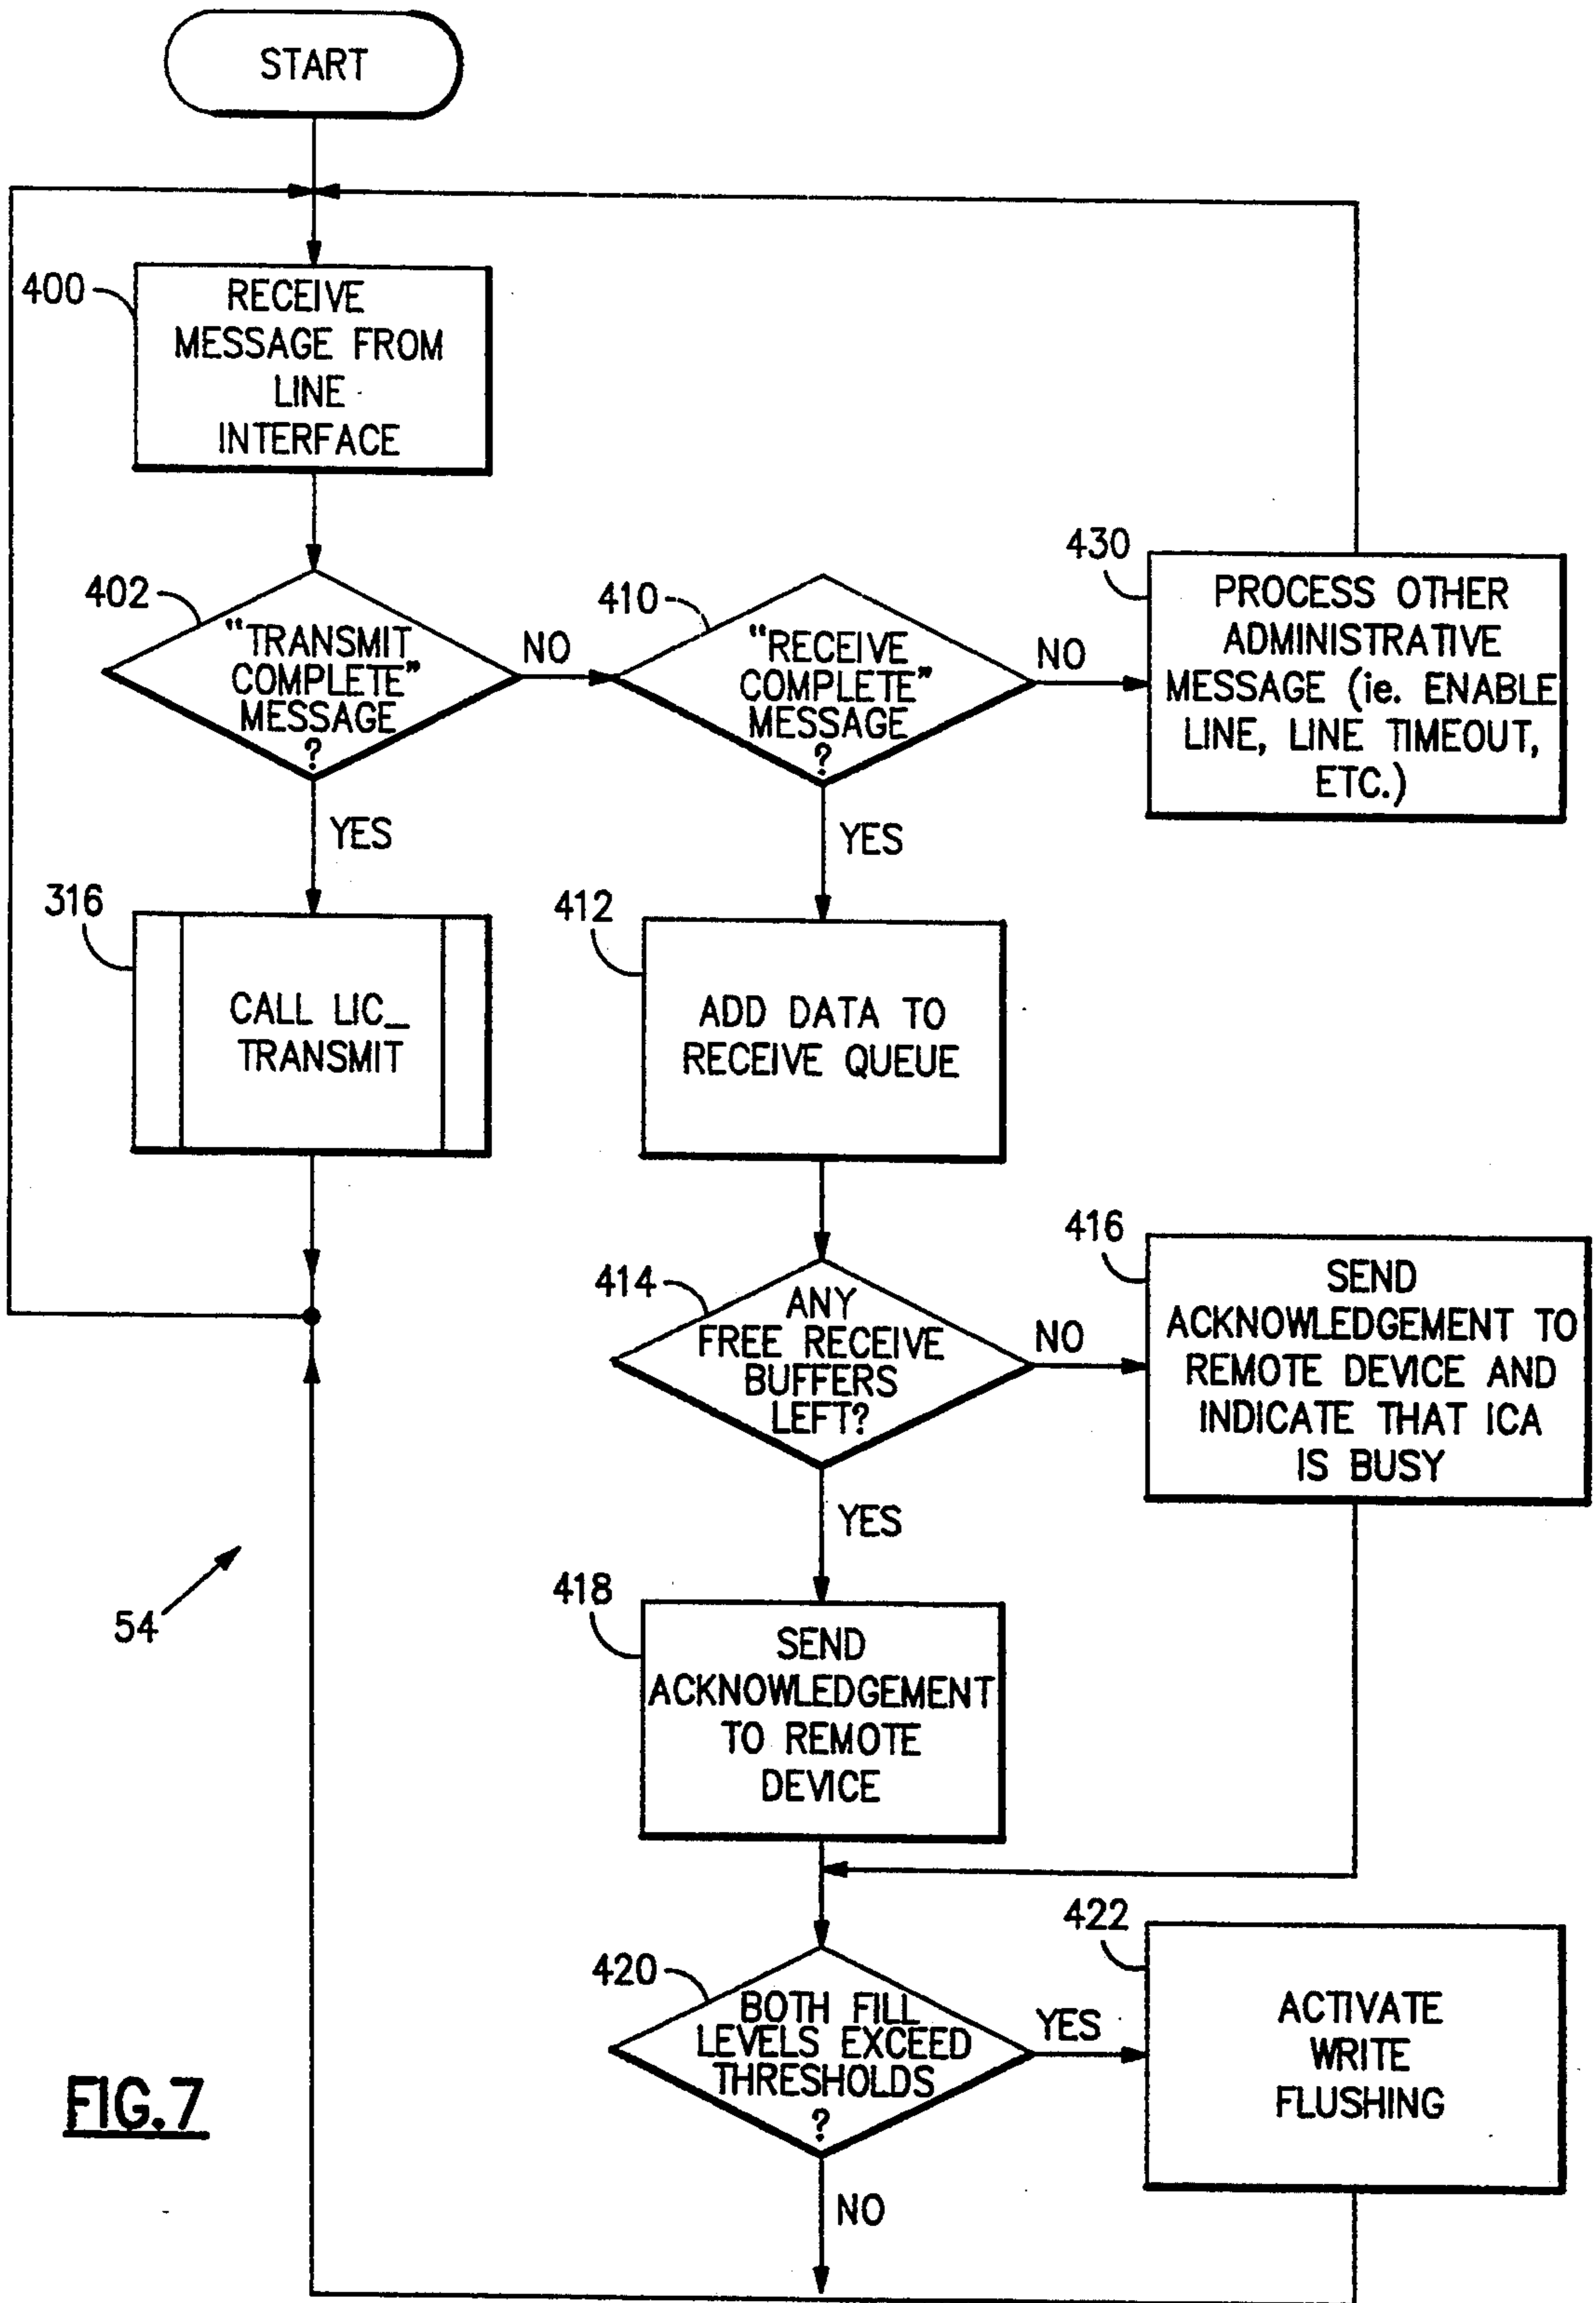 START
400
RECEIVE
MESSAGE FROM
LINE
INTERFACE
402
"TRANSMIT
COMPLETE"
MESSAGE
?
NO
YES
410
"RECEIVE
COMPLETE"
MESSAGE
?
NO
YES
430
PROCESS OTHER
ADMINISTRATIVE
MESSAGE (ie. ENABLE
LINE, LINE TIMEOUT,
ETC.)
316
CALL LIC_
TRANSMIT
412
ADD DATA TO
RECEIVE QUEUE
414
ANY
FREE RECEIVE
BUFFERS
LEFT?
NO
YES
416
SEND
ACKNOWLEDGEMENT TO
REMOTE DEVICE AND
INDICATE THAT ICA
IS BUSY
54
418
SEND
ACKNOWLEDGEMENT
TO REMOTE
DEVICE
420
BOTH FILL
LEVELS EXCEED
THRESHOLDS
?
YES
NO
422
ACTIVATE
WRITE
FLUSHING
FIG.7